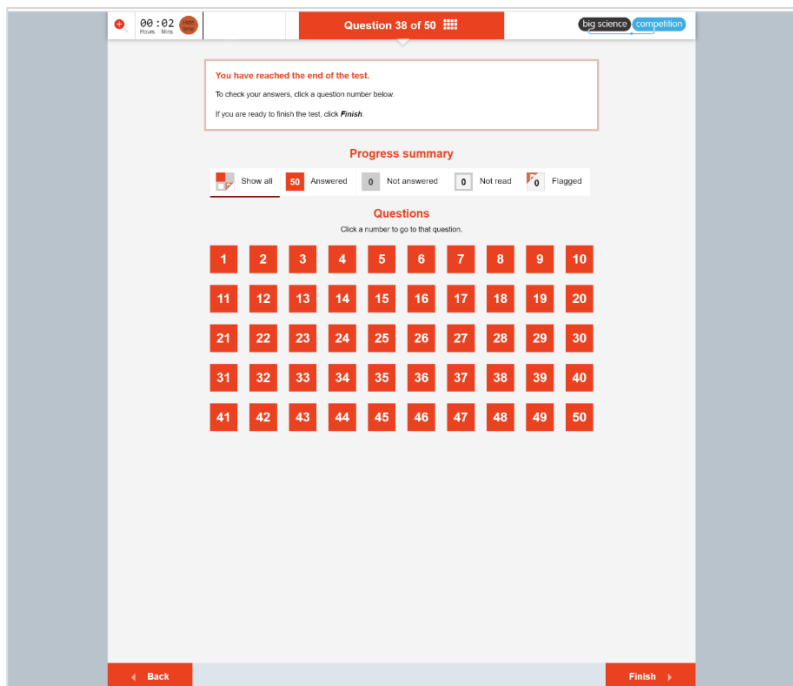 00:02
Hours Mins
Question 38 of 50
big science competition
You have reached the end of the test.
To check your answers, click a question number below.
If you are ready to finish the test, click Finish.
Progress summary
Show all 50 Answered 0 Not answered 0 Not read 0 Flagged
Questions
Click a number to go to that question.
1 2 3 4 5 6 7 8 9 10
11 12 13 14 15 16 17 18 19 20
21 22 23 24 25 26 27 28 29 30
31 32 33 34 35 36 37 38 39 40
41 42 43 44 45 46 47 48 49 50
Back Finish